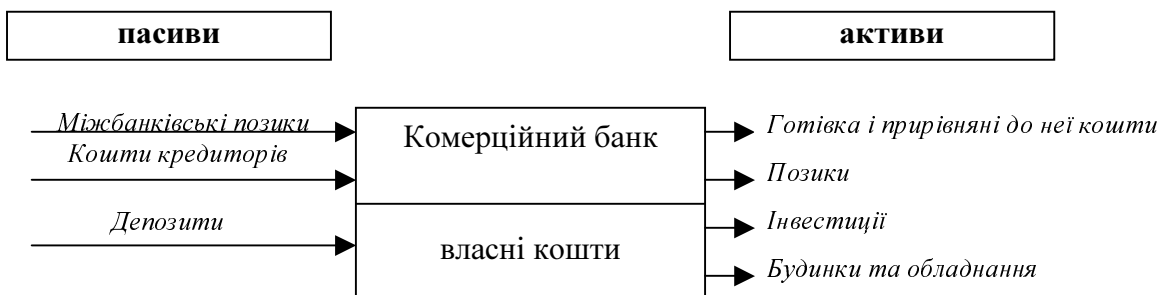 пасиви
активи
Міжбанківські позики
Кошти кредиторів
Депозити
Комерційний банк
власні кошти
Готівка і прирівняні до неї кошти
Позики
Інвестиції
Будинки та обладнання